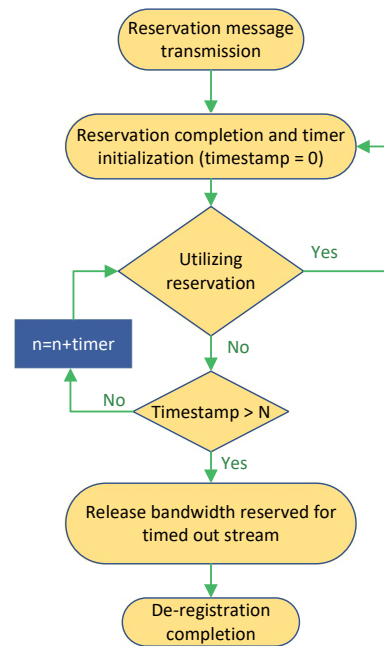 Reservation message
transmission
Reservation completion and timer
initialization (timestamp = 0)
Utilizing
reservation
Yes
n=n+timer
No
No
Timestamp > N
Yes
Release bandwidth reserved for
timed out stream
De-registration
completion